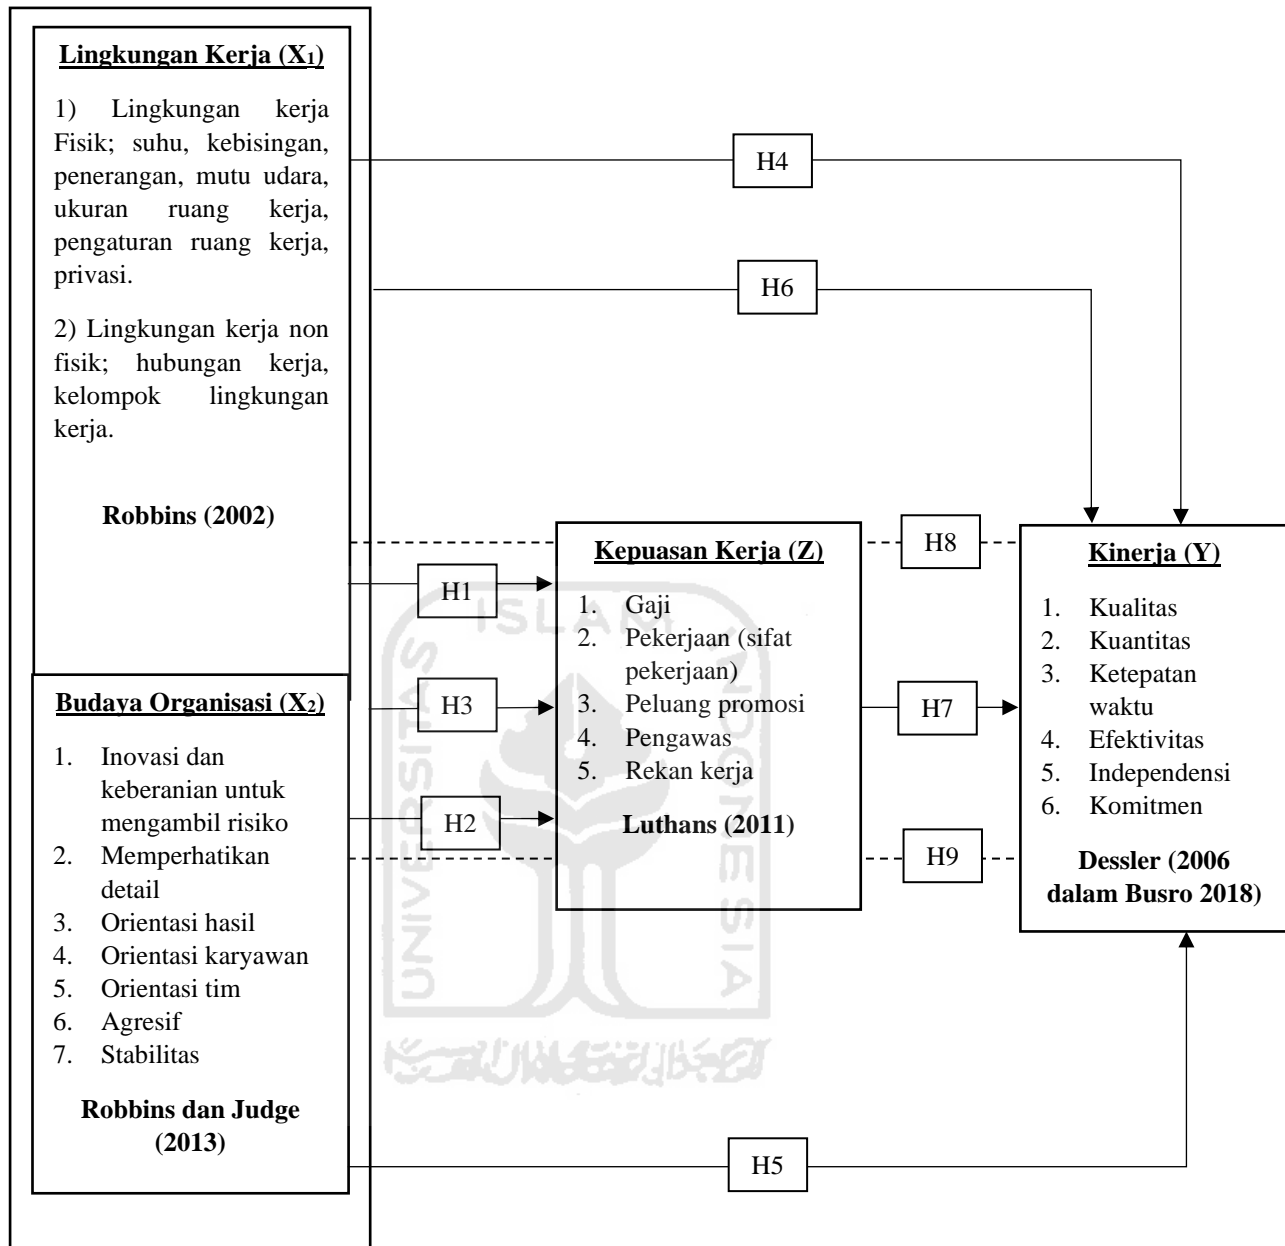 Lingkungan Kerja (X1)
1) Lingkungan kerja
Fisik; suhu, kebisingan,
penerangan, mutu udara,
ukuran ruang kerja,
pengaturan ruang kerja,
privasi.
2) Lingkungan kerja non
fisik; hubungan kerja,
kelompok lingkungan
kerja.
Robbins (2002)
Budaya Organisasi (X2)
1. Inovasi dan
keberanian untuk
mengambil risiko
2. Memperhatikan
detail
3. Orientasi hasil
4. Orientasi karyawan
5. Orientasi tim
6. Agresif
7. Stabilitas
Robbins dan Judge
(2013)
H4
H6
H1
H3
H2
Kepuasan Kerja (Z)
1. Gaji
2. Pekerjaan (sifat
pekerjaan)
3. Peluang promosi
4. Pengawas
5. Rekan kerja
Luthans (2011)
H8
H7
H9
Kinerja (Y)
1. Kualitas
2. Kuantitas
3. Ketepatan
waktu
4. Efektivitas
5. Independensi
6. Komitmen
Dessler (2006
dalam Busro 2018)
H5
UNIVERSITAS
ISLAM
INDONESIA